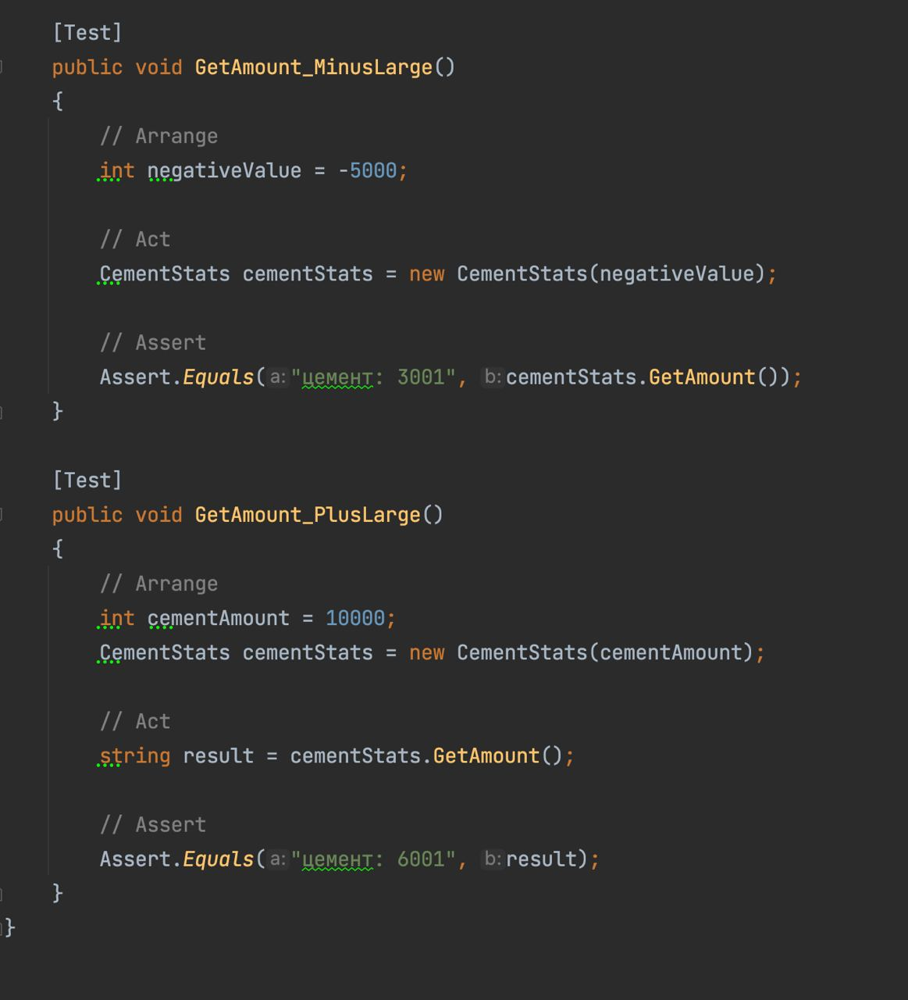 [Test]
public void GetAmount_MinusLarge()
{
// Arrange
int negativeValue = -5000;
// Act
CementStats cementStats = new CementStats(negativeValue);
// Assert
Assert.Equals( a: "цемент: 3001", b: cementStats.GetAmount());
}
[Test]
public void GetAmount_PlusLarge()
{
// Arrange
int cementAmount = 10000;
CementStats cementStats = new CementStats(cementAmount);
// Act
string result = cementStats.GetAmount();
// Assert
Assert.Equals( a: "цемент: 6001", b: result);
}
}